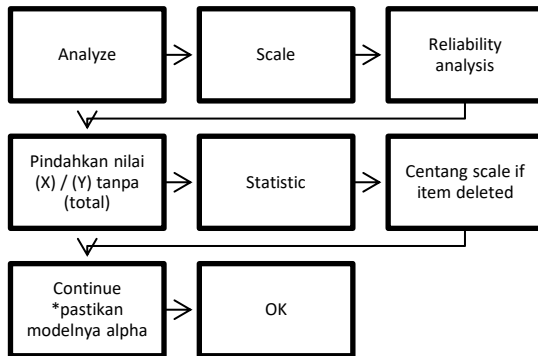 Analyze
Scale
Reliability
analysis
Pindahkan nilai
(X) / (Y) tanpa
(total)
Statistic
Centang scale if
item deleted
Continue
*pastikan
modelnya alpha
OK